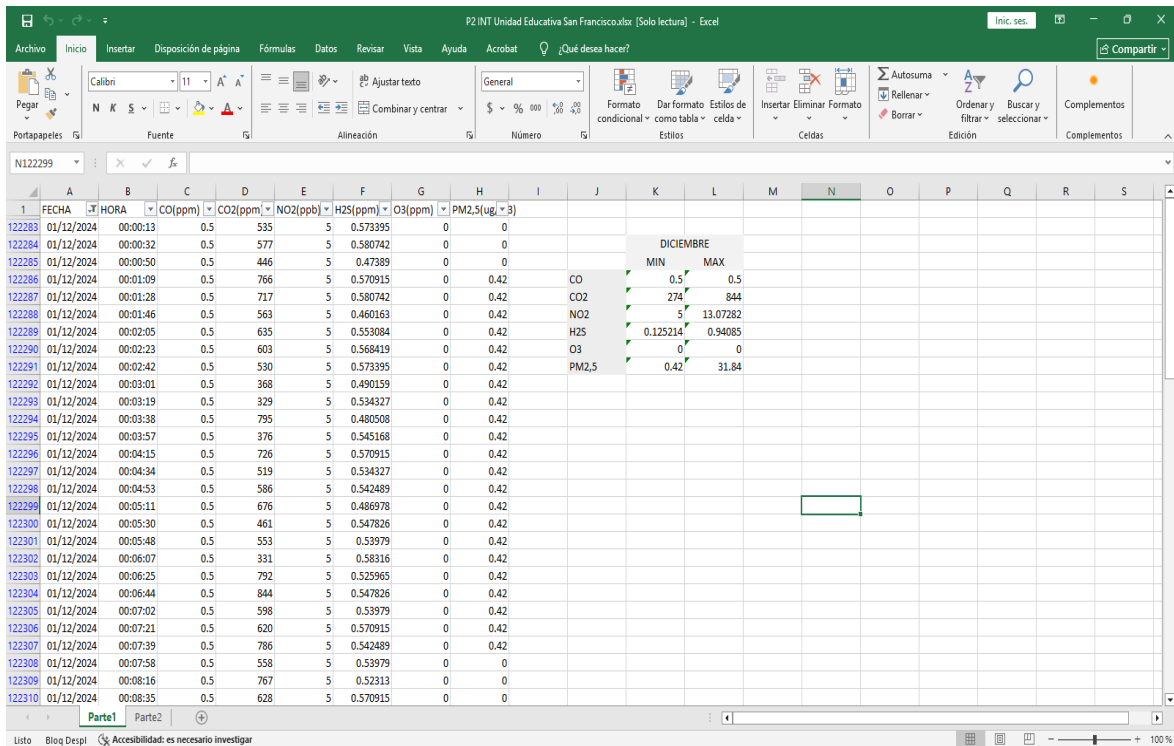 P2 INT Unidad Educativa San Francisco.xlsx [Solo lectura] - Excel
Inic. ses.
Archivo Inicio Insertar Disposición de página Fórmulas Datos Revisar Vista Ayuda Acrobat ¿Qué desea hacer? Compartir
Pegar
Calibri 11
N K S
Ajustar texto
Combinar y centrar
General
$ % 000
Formato condicional
Dar formato como tabla
Estilos de celda
Insertar Eliminar Formato
Autosuma
Rellenar
Borrar
Ordenar y filtrar
Buscar y seleccionar
Complementos
Portapapeles Fuente Alineación Número Estilos Celdas Edición Complementos
N122299 fx
A B C D E F G H I J K L M N O P Q R S
1 FECHA HORA CO(ppm) CO2(ppm) NO2(ppb) H2S(ppm) O3(ppm) PM2,5(ug/ 3)
122283 01/12/2024 00:00:13 0.5 535 5 0.573395 0 0
122284 01/12/2024 00:00:32 0.5 577 5 0.580742 0 0 DICIEMBRE
122285 01/12/2024 00:00:50 0.5 446 5 0.47389 0 0 MIN MAX
122286 01/12/2024 00:01:09 0.5 766 5 0.570915 0 0.42 CO 0.5 0.5
122287 01/12/2024 00:01:28 0.5 717 5 0.580742 0 0.42 CO2 274 844
122288 01/12/2024 00:01:46 0.5 563 5 0.460163 0 0.42 NO2 5 13.07282
122289 01/12/2024 00:02:05 0.5 635 5 0.553084 0 0.42 H2S 0.125214 0.94085
122290 01/12/2024 00:02:23 0.5 603 5 0.568419 0 0.42 O3 0 0
122291 01/12/2024 00:02:42 0.5 530 5 0.573395 0 0.42 PM2,5 0.42 31.84
122292 01/12/2024 00:03:01 0.5 368 5 0.490159 0 0.42
122293 01/12/2024 00:03:19 0.5 329 5 0.534327 0 0.42
122294 01/12/2024 00:03:38 0.5 795 5 0.480508 0 0.42
122295 01/12/2024 00:03:57 0.5 376 5 0.545168 0 0.42
122296 01/12/2024 00:04:15 0.5 726 5 0.570915 0 0.42
122297 01/12/2024 00:04:34 0.5 519 5 0.534327 0 0.42
122298 01/12/2024 00:04:53 0.5 586 5 0.542489 0 0.42
122299 01/12/2024 00:05:11 0.5 676 5 0.486978 0 0.42
122300 01/12/2024 00:05:30 0.5 461 5 0.547826 0 0.42
122301 01/12/2024 00:05:48 0.5 553 5 0.53979 0 0.42
122302 01/12/2024 00:06:07 0.5 331 5 0.58316 0 0.42
122303 01/12/2024 00:06:25 0.5 792 5 0.525965 0 0.42
122304 01/12/2024 00:06:44 0.5 844 5 0.547826 0 0.42
122305 01/12/2024 00:07:02 0.5 598 5 0.53979 0 0.42
122306 01/12/2024 00:07:21 0.5 620 5 0.570915 0 0.42
122307 01/12/2024 00:07:39 0.5 786 5 0.542489 0 0.42
122308 01/12/2024 00:07:58 0.5 558 5 0.53979 0 0
122309 01/12/2024 00:08:16 0.5 767 5 0.52313 0 0
122310 01/12/2024 00:08:35 0.5 628 5 0.570915 0 0
Parte1 Parte2
Listo Bloq Despl Accesibilidad: es necesario investigar 100 %